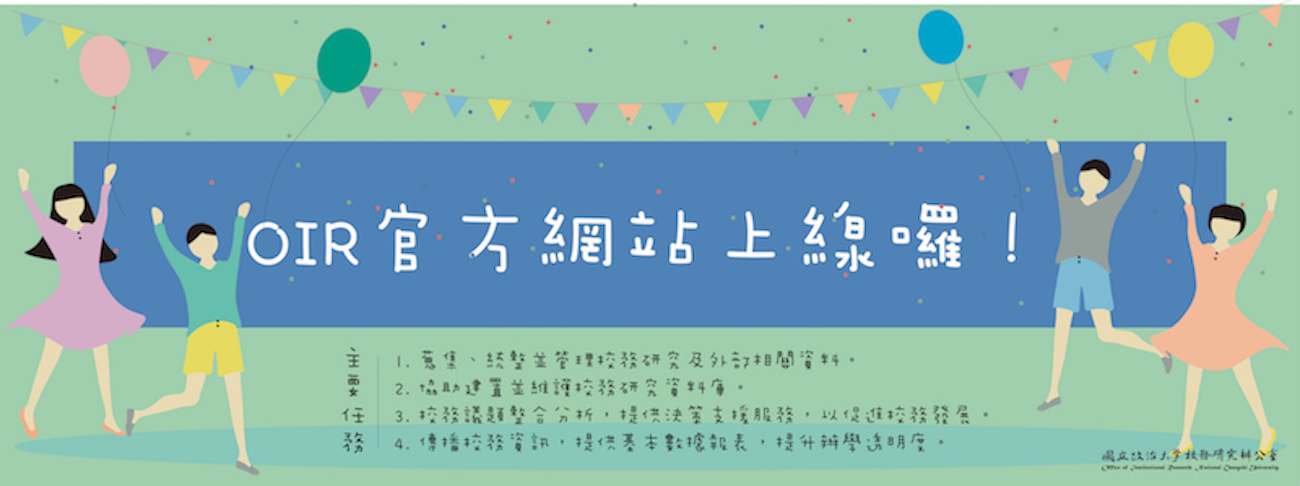 OIR官方網站上線囉！
主要任務
1. 蒐集、統整並管理校務研究及外部相關資料。
2. 協助建置並維護校務研究資料庫。
3. 校務議題整合分析，提供決策支援服務，以促進校務發展。
4. 傳播校務資訊，提供基本數據報表，提升辦學透明度。
國立政治大學校務研究辦公室
Office of Institutional Research, National Chengchi University